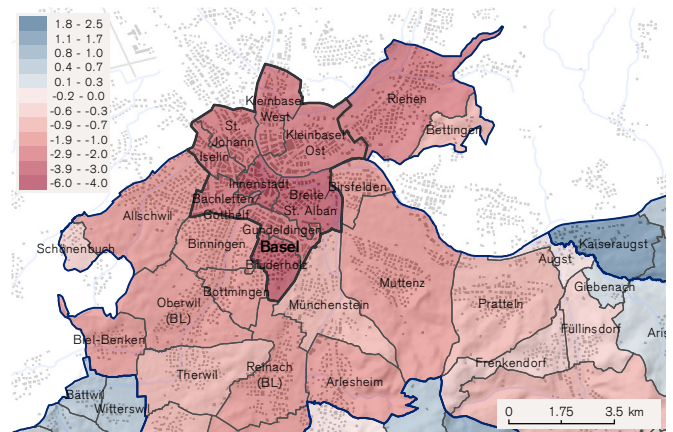 1.8 - 2.5
1.1 - 1.7
0.8 - 1.0
0.4 - 0.7
0.1 - 0.3
-0.2 - 0.0
-0.6 - -0.3
-0.9 - -0.7
-1.9 - -1.0
-2.9 - -2.0
-3.9 - -3.0
-6.0 - -4.0
Riehen
Kleinbasel
West
St.
Johann
Kleinbasel
Ost
Bettingen
Iselin
Innenstadt
Birsfelden
Bachletten
Gotthelf
Breite
St. Alban
Allschwil
Gundeldingen
Binningen
Basel
Schönenbuch
Bruderholz
Kaiseraugst
Augst
Giebenach
Muttenz
Bottmingen
Oberwil
(BL)
Münchenstein
Pratteln
Füllinsdorf
Aris
Biel-Benken
Frenkendorf
Therwil
Reinach
(BL)
Arlesheim
Bättwil
Witterswil
0 1.75 3.5 km